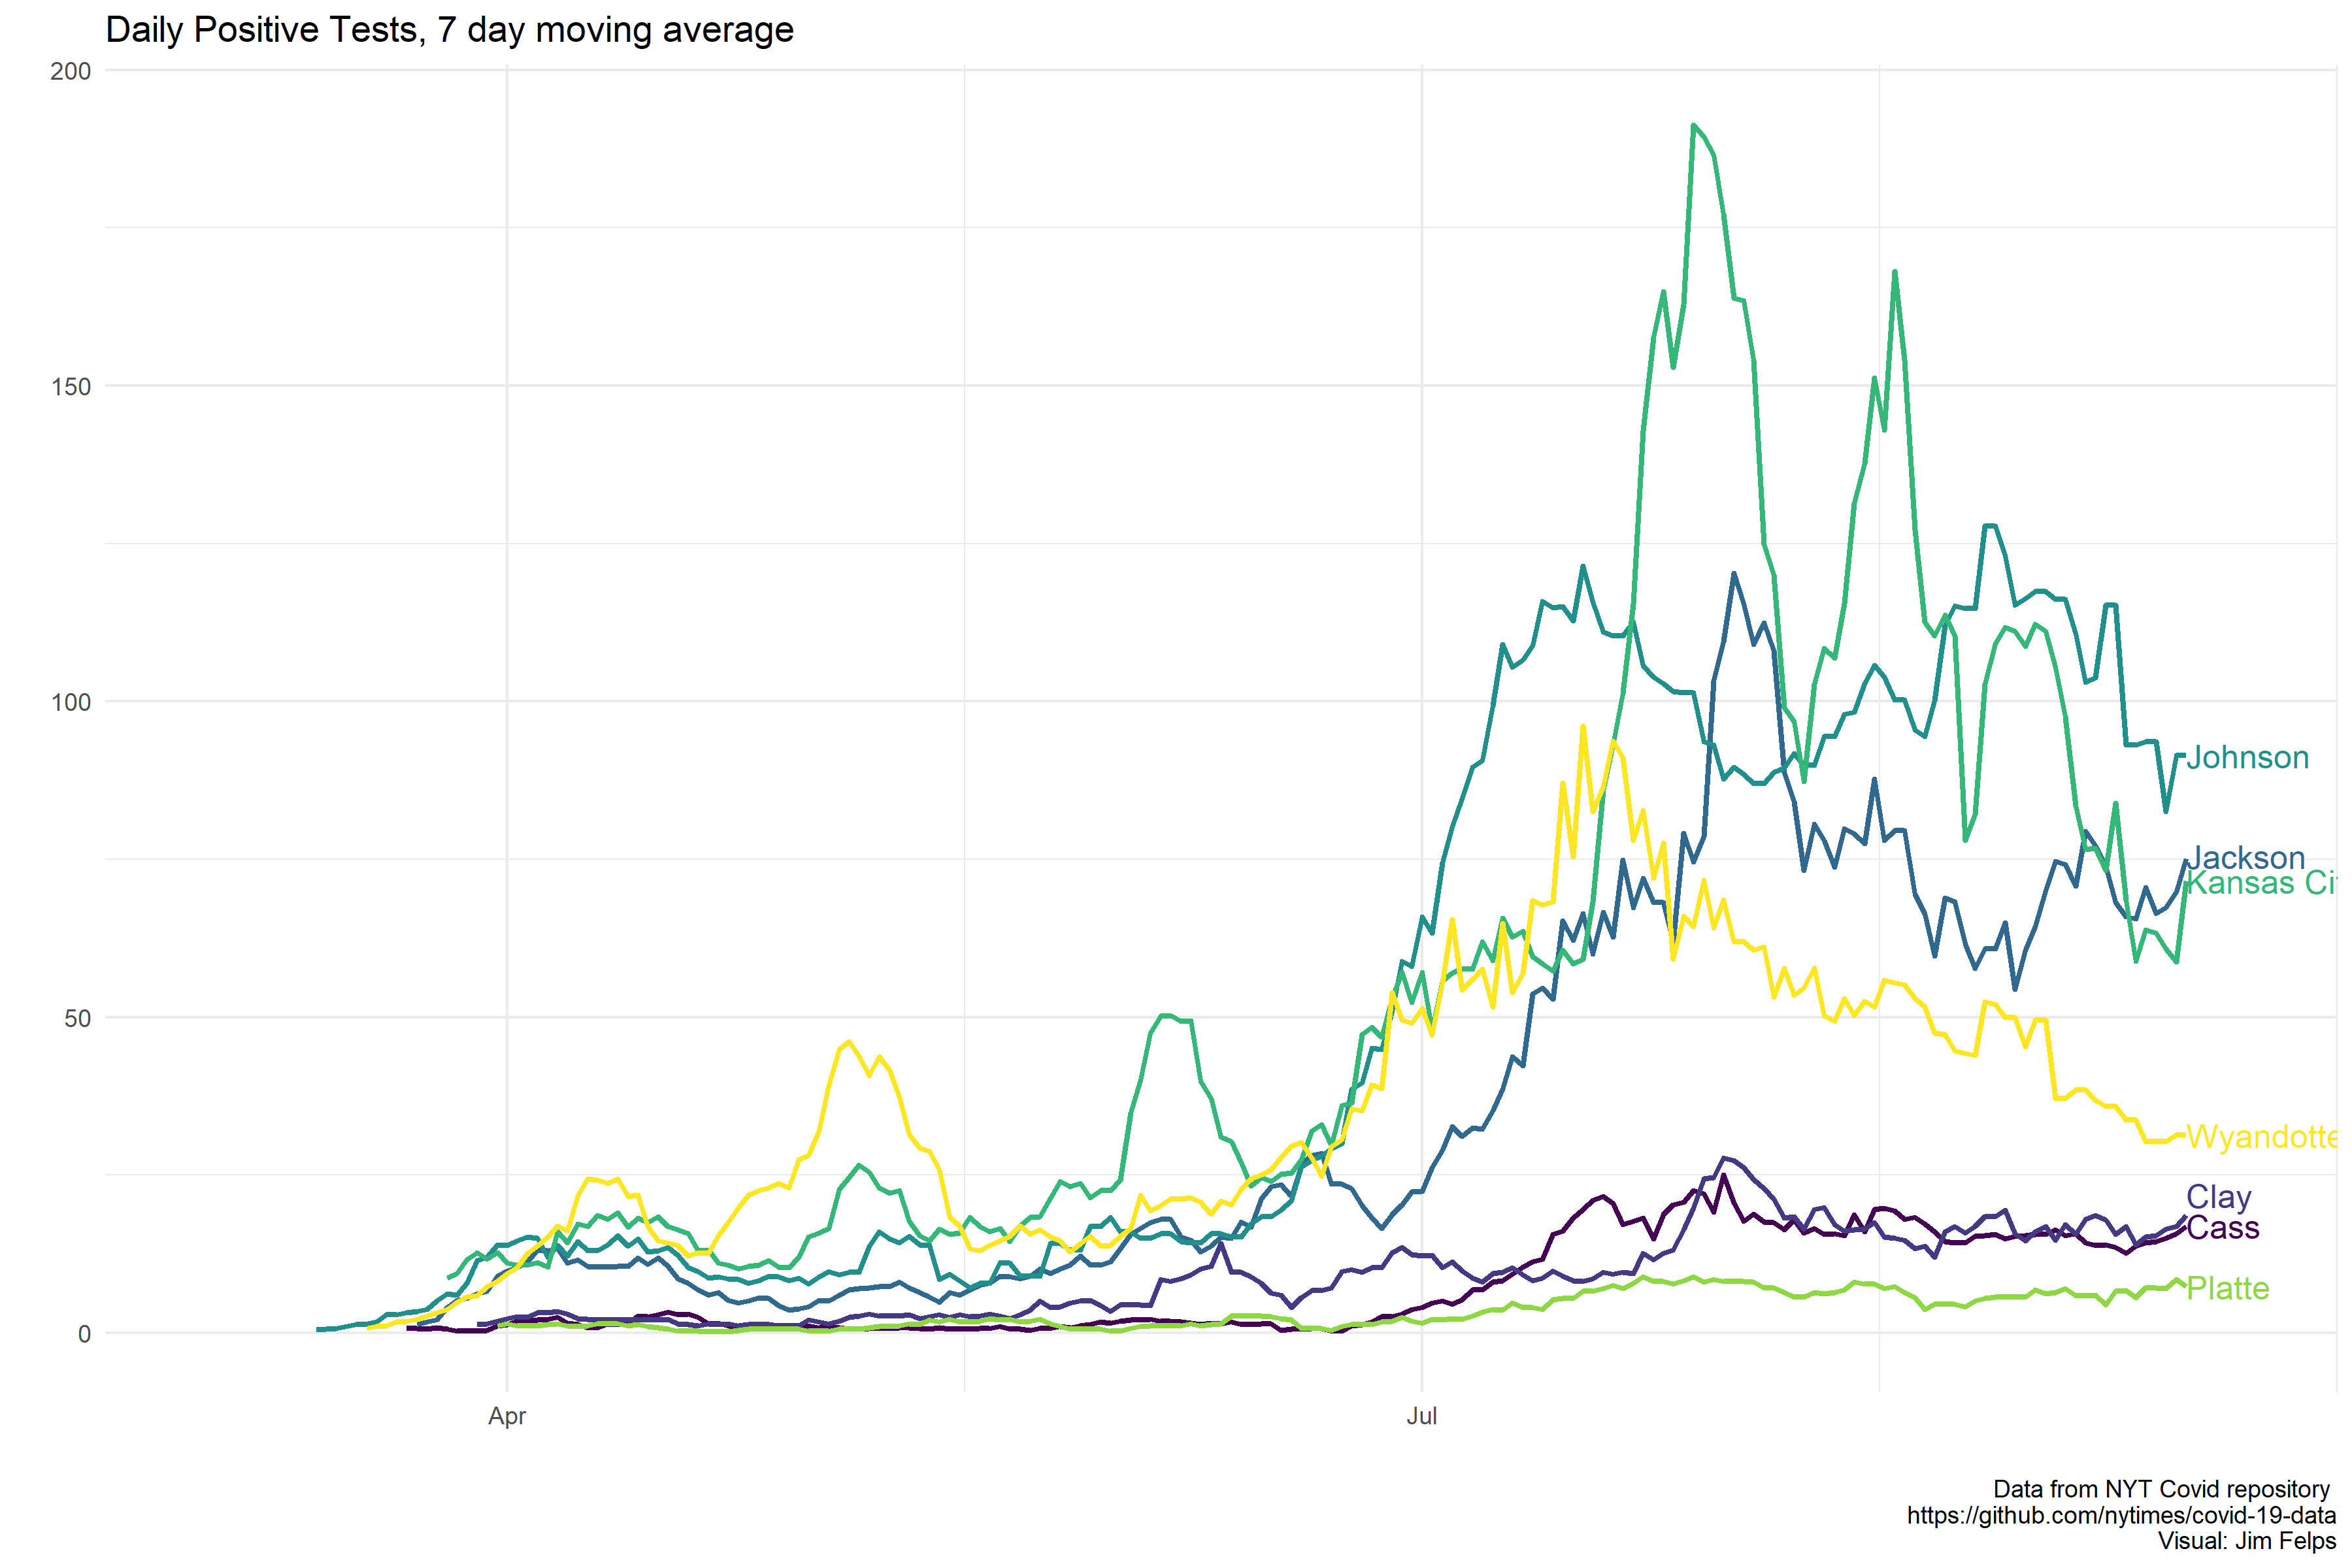 Daily Positive Tests, 7 day moving average
200
150
100
50
0
Johnson
Jackson
Kansas Ci
Wyandotte
Clay
Cass
Platte
Apr
Jul
Data from NYT Covid repository
https://github.com/nytimes/covid-19-data
Visual: Jim Felps